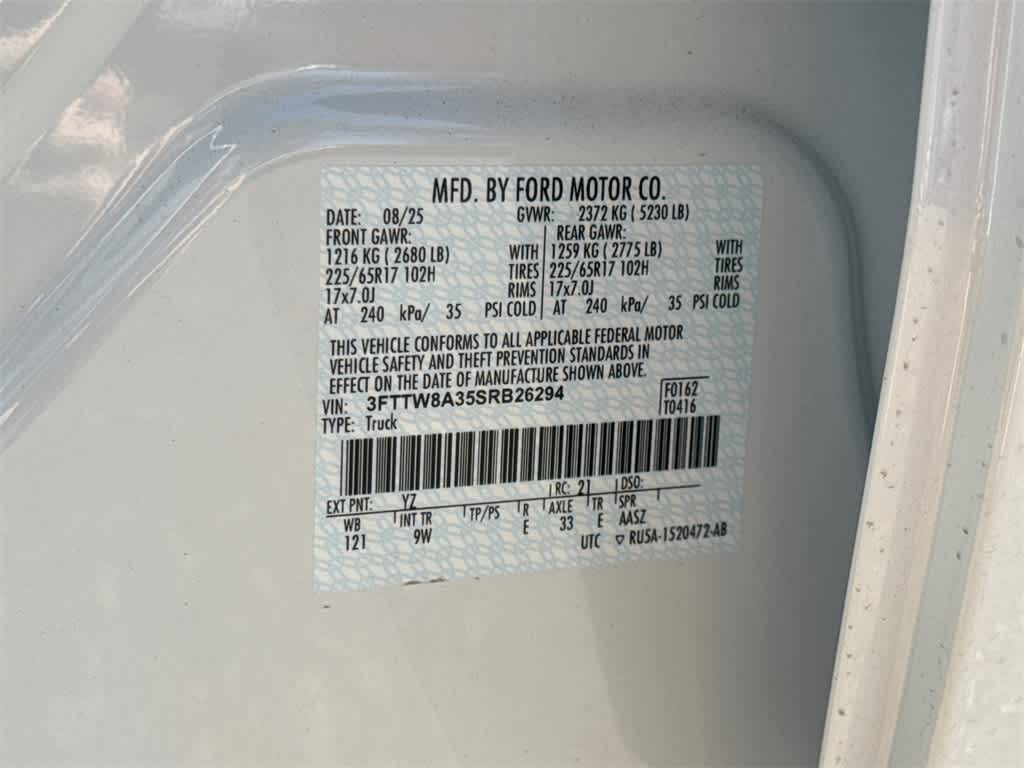 MFD. BY FORD MOTOR CO.
DATE: 08/25 GVWR: 2372 KG ( 5230 LB)
FRONT GAWR: REAR GAWR:
1216 KG ( 2680 LB) WITH 1259 KG ( 2775 LB) WITH
225/65R17 102H TIRES 225/65R17 102H TIRES
17x7.0J RIMS 17x7.0J RIMS
AT 240 kPa/ 35 PSI COLD AT 240 kPa/ 35 PSI COLD
THIS VEHICLE CONFORMS TO ALL APPLICABLE FEDERAL MOTOR
VEHICLE SAFETY AND THEFT PREVENTION STANDARDS IN
EFFECT ON THE DATE OF MANUFACTURE SHOWN ABOVE.
VIN: 3FTTW8A35SRB26294 F0162
TYPE: Truck T0416
EXT PNT: YZ RC: 21 DSO:
WB INT TR TP/PS R AXLE TR SPR
121 9W E 33 E AASZ
UTC ▽ RU5A-1520472-AB